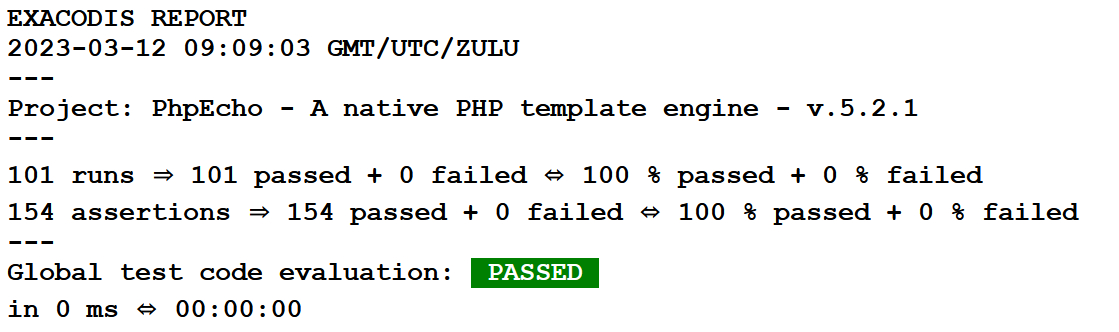 EXACODIS REPORT
2023-03-12 09:09:03 GMT/UTC/ZULU
---
Project: PhpEcho - A native PHP template engine - v.5.2.1
---
101 runs ⇒ 101 passed + 0 failed ⇔ 100 % passed + 0 % failed
154 assertions ⇒ 154 passed + 0 failed ⇔ 100 % passed + 0 % failed
---
Global test code evaluation: PASSED
in 0 ms ⇔ 00:00:00